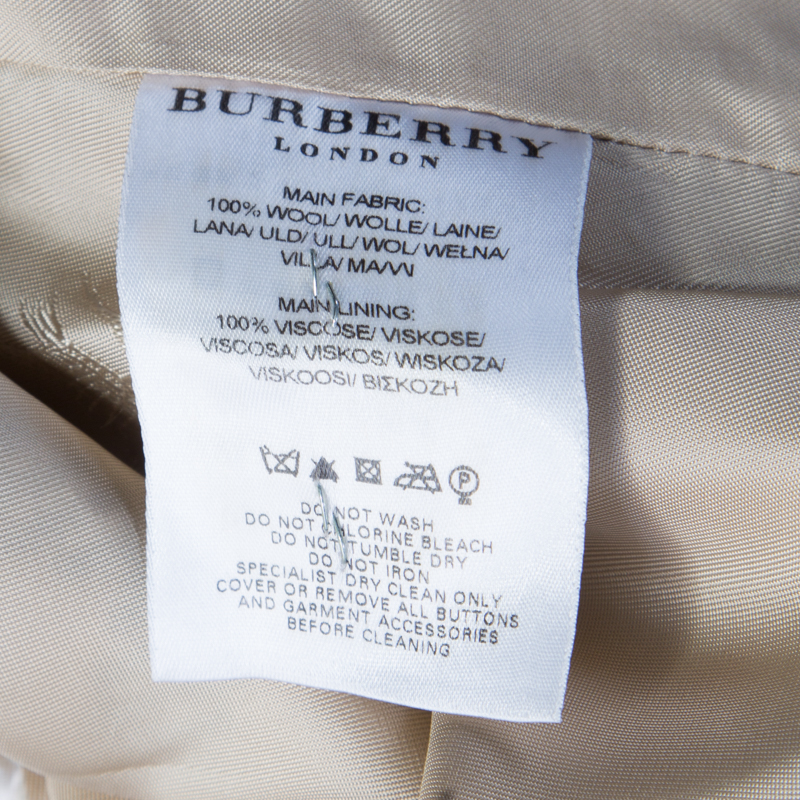 BURBERRY
LONDON
MAIN FABRIC:
100% WOOL/ WOLLE/ LAINE/
LANA/ ULD/ ULL/ WOL/ WEŁNA/
VILLA/
MAIN LINING:
100% VISCOSE/ VISKOSE/
VISCOSA/ VISKOS/ WISKOZA/
VISKOOSI/ ΒΙΣΚΟΖΗ
P
DO NOT WASH
DO NOT CHLORINE BLEACH
DO NOT TUMBLE DRY
DO NOT IRON
SPECIALIST DRY CLEAN ONLY
COVER OR REMOVE ALL BUTTONS
AND GARMENT ACCESSORIES
BEFORE CLEANING